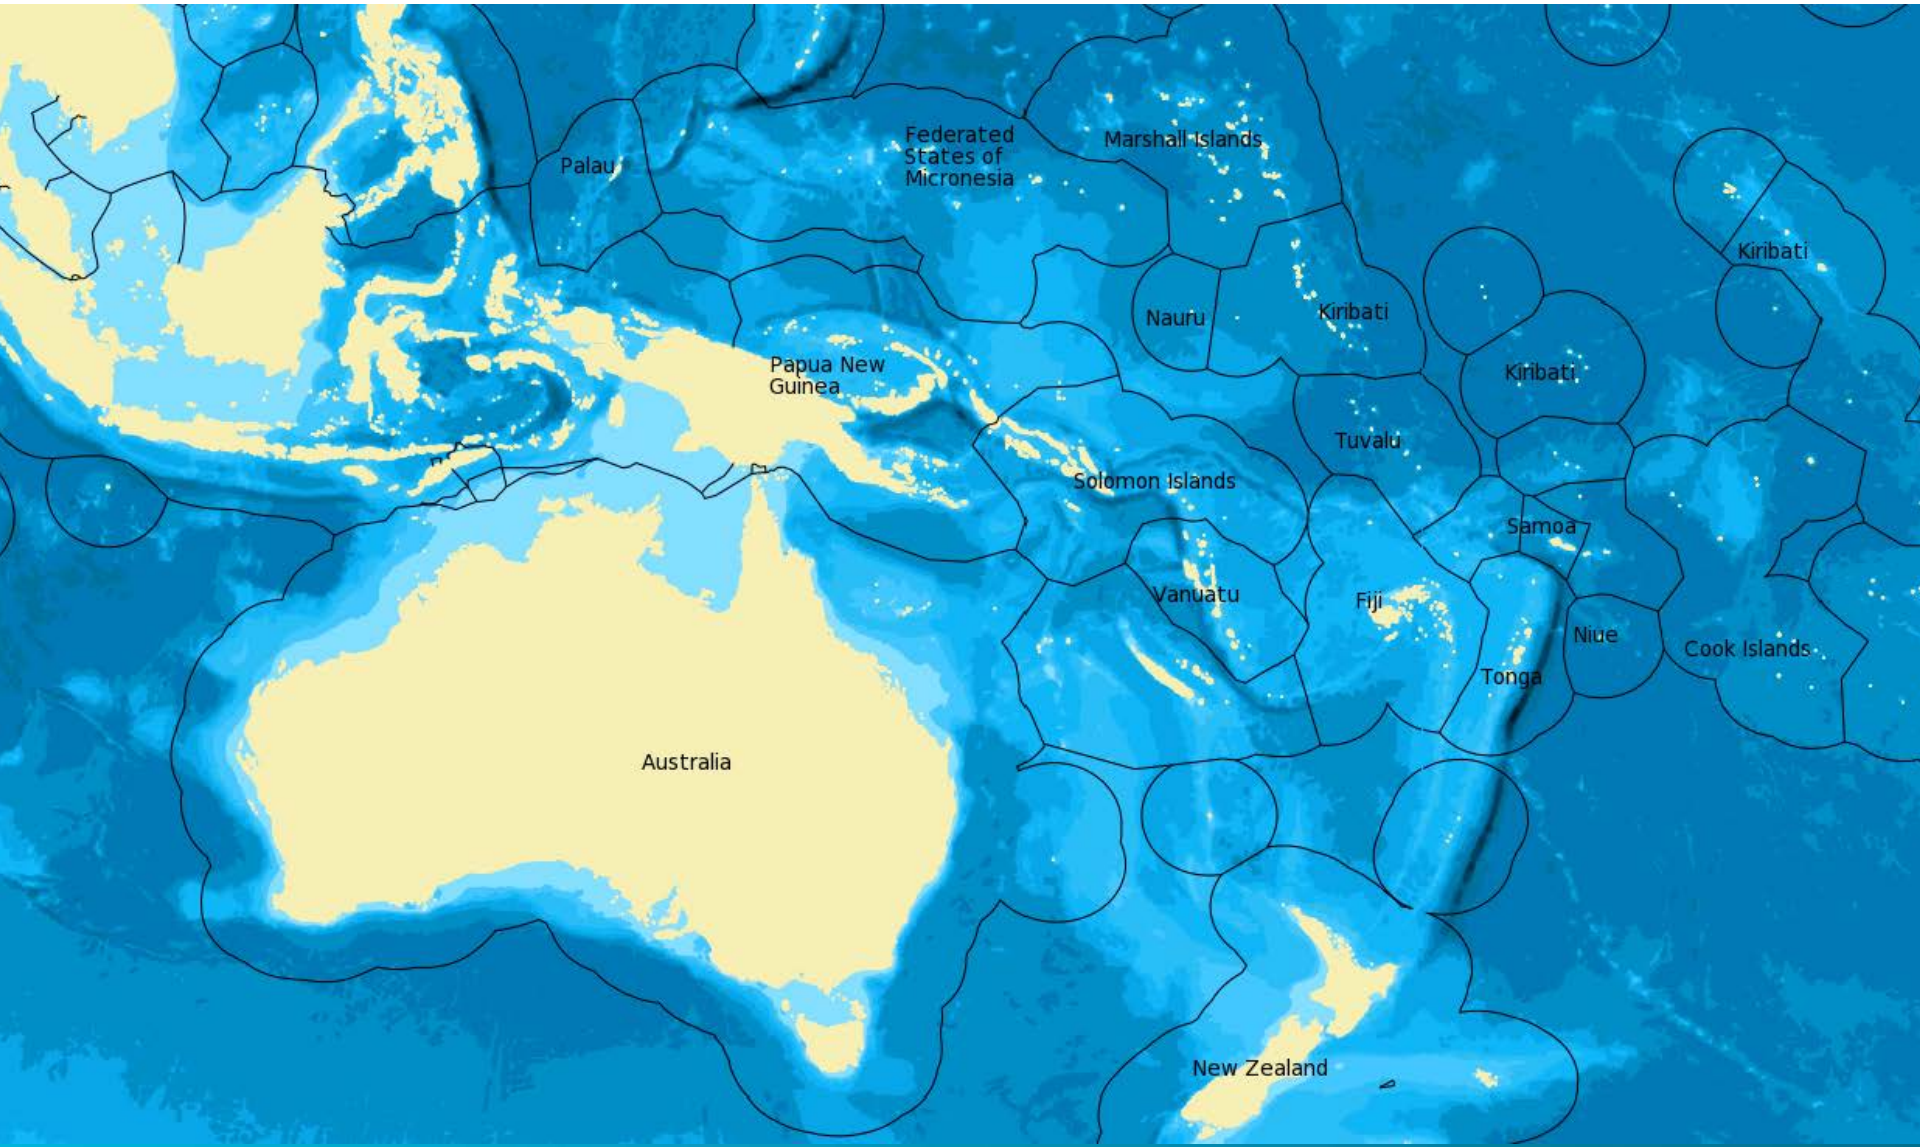 Federated
States of
Micronesia
Marshall Islands
Palau
Kiribati
Nauru
Kiribati
Papua New
Guinea
Kiribati
Tuvalu
Solomon Islands
Samoa
Vanuatu
Fiji
Niue
Cook Islands
Tonga
Australia
New Zealand